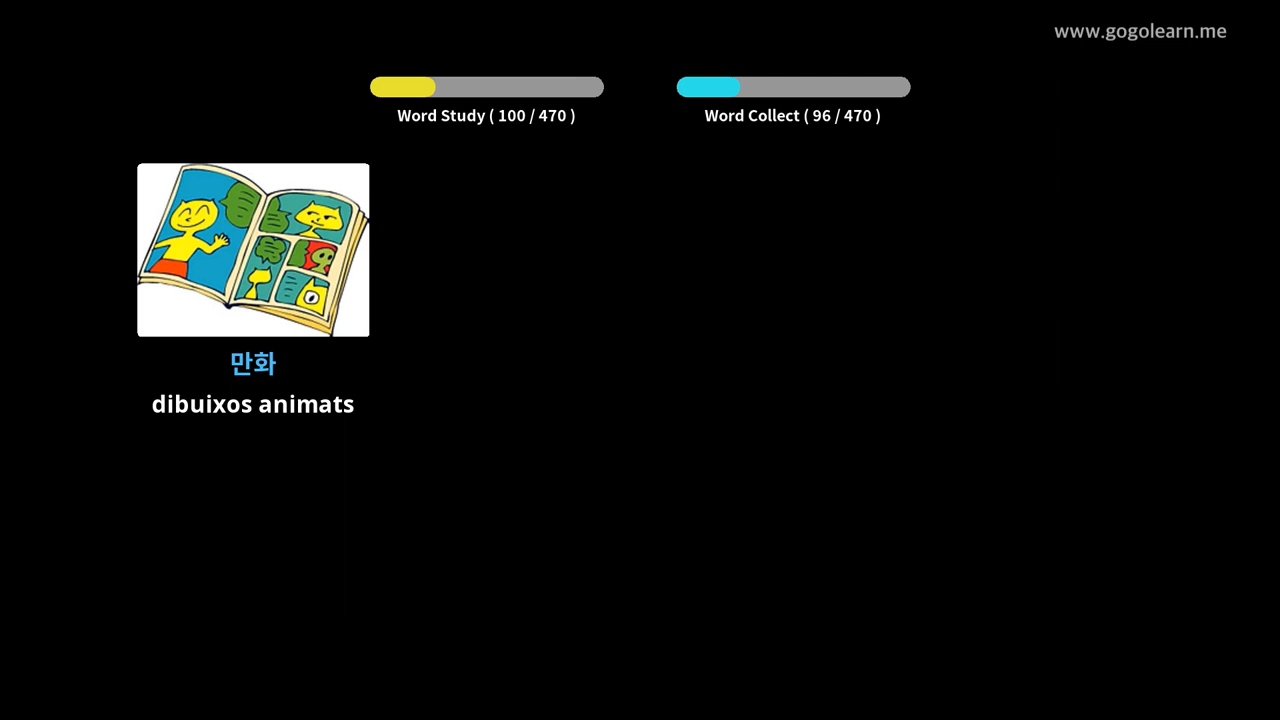 www.gogolearn.me
Word Study ( 100 / 470 )
Word Collect ( 96 / 470 )
만화
dibuixos animats